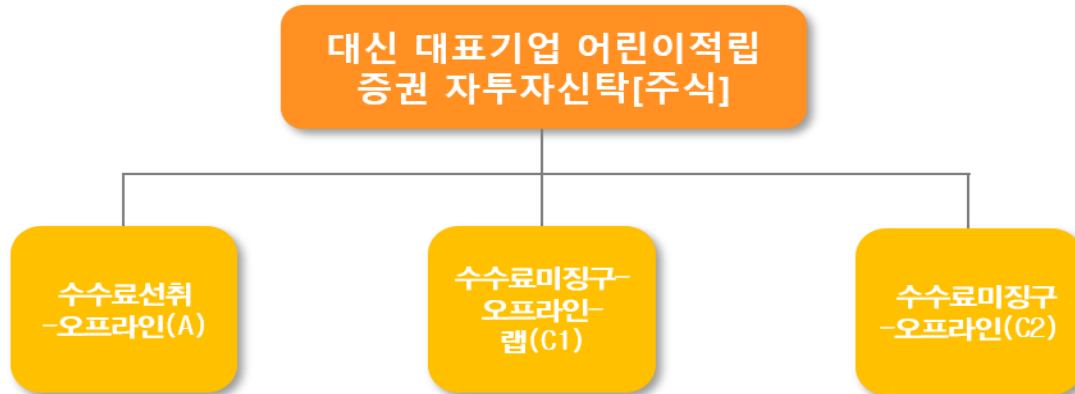 대신 대표기업 어린이적립
증권 자투자신탁[주식]
수수료선취
-오프라인(A)
수수료미징구-
오프라인-
랩(C1)
수수료미징구
-오프라인(C2)